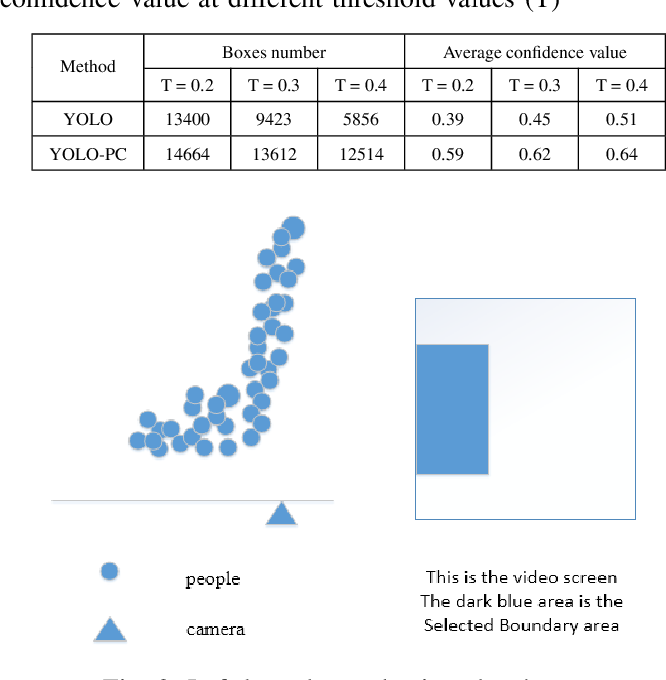 confidence value at different threshold values (T)
Method Boxes number Average confidence value
T = 0.2 T = 0.3 T = 0.4 T = 0.2 T = 0.3 T = 0.4
YOLO 13400 9423 5856 0.39 0.45 0.51
YOLO-PC 14664 13612 12514 0.59 0.62 0.64
people
camera
This is the video screen
The dark blue area is the
Selected Boundary area